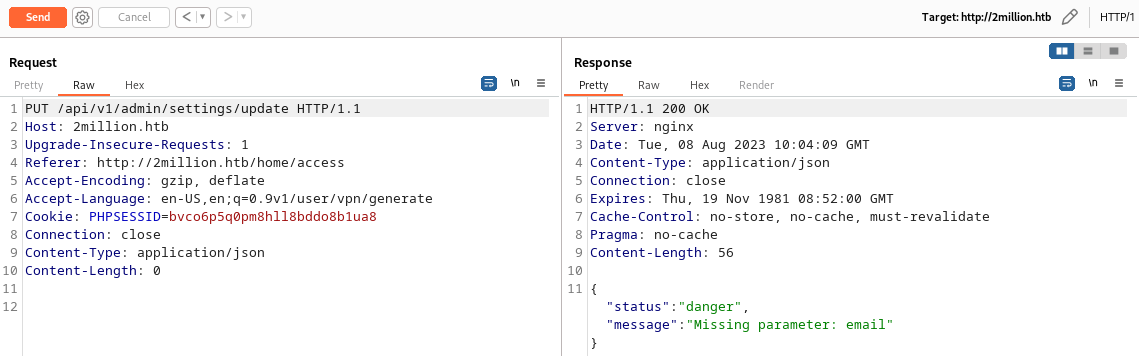 Send Cancel < > Target: http://2million.htb HTTP/1
Request
Pretty Raw Hex \n
1 PUT /api/v1/admin/settings/update HTTP/1.1
2 Host: 2million.htb
3 Upgrade-Insecure-Requests: 1
4 Referer: http://2million.htb/home/access
5 Accept-Encoding: gzip, deflate
6 Accept-Language: en-US,en;q=0.9v1/user/vpn/generate
7 Cookie: PHPSESSID=bvco6p5q0pm8hll8bddo8b1ua8
8 Connection: close
9 Content-Type: application/json
10 Content-Length: 0
11
12
Response
Pretty Raw Hex Render \n
1 HTTP/1.1 200 OK
2 Server: nginx
3 Date: Tue, 08 Aug 2023 10:04:09 GMT
4 Content-Type: application/json
5 Connection: close
6 Expires: Thu, 19 Nov 1981 08:52:00 GMT
7 Cache-Control: no-store, no-cache, must-revalidate
8 Pragma: no-cache
9 Content-Length: 56
10
11 {
"status":"danger",
"message":"Missing parameter: email"
}